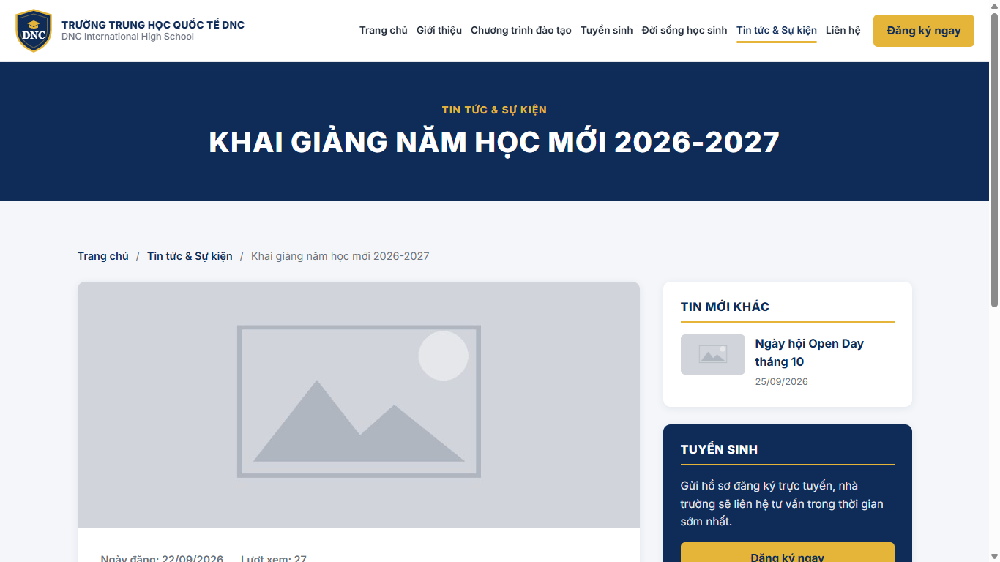 DNC
TRƯỜNG TRUNG HỌC QUỐC TẾ DNC
DNC International High School
Trang chủ
Giới thiệu
Chương trình đào tạo
Tuyển sinh
Đời sống học sinh
Tin tức & Sự kiện
Liên hệ
Đăng ký ngay
TIN TỨC & SỰ KIỆN
KHAI GIẢNG NĂM HỌC MỚI 2026-2027
Trang chủ / Tin tức & Sự kiện / Khai giảng năm học mới 2026-2027
TIN MỚI KHÁC
Ngày hội Open Day
tháng 10
25/09/2026
TUYỂN SINH
Gửi hồ sơ đăng ký trực tuyến, nhà
trường sẽ liên hệ tư vấn trong thời gian
sớm nhất.
Đăng ký ngay
Ngày đăng: 22/09/2026 Lượt xem: 27